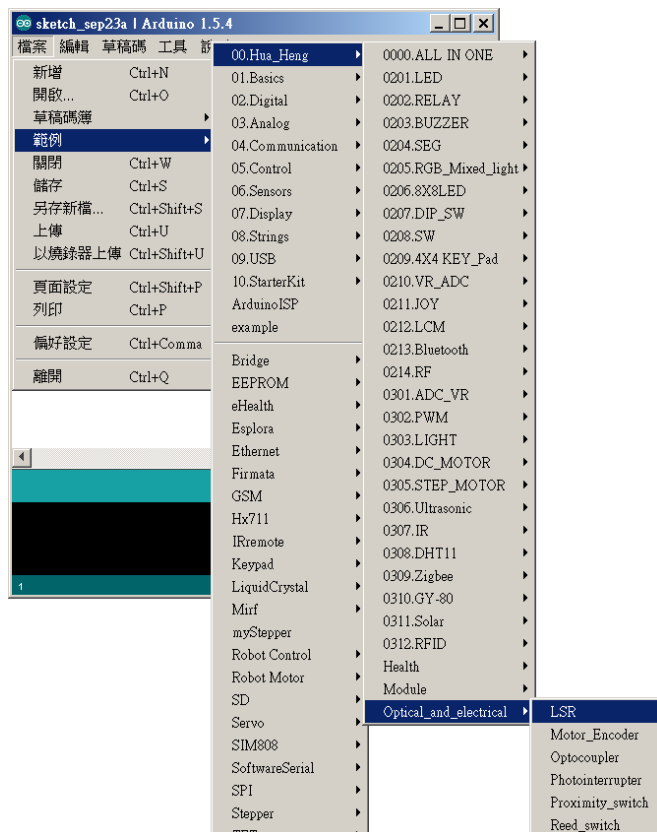 sketch_sep23a | Arduino 1.5.4
檔案 編輯 草稿碼 工具
新增 Ctrl+N
開啟... Ctrl+O
草稿碼簿
範例
關閉 Ctrl+W
儲存 Ctrl+S
另存新檔... Ctrl+Shift+S
上傳 Ctrl+U
以燒錄器上傳 Ctrl+Shift+U
頁面設定 Ctrl+Shift+P
列印 Ctrl+P
偏好設定 Ctrl+Comma
離開 Ctrl+Q
1
00.Hua_Heng
01.Basics
02.Digital
03.Analog
04.Communication
05.Control
06.Sensors
07.Display
08.Strings
09.USB
10.StarterKit
ArduinoISP
example
Bridge
EEPROM
eHealth
Esplora
Ethernet
Firmata
GSM
Hx711
IRremote
Keypad
LiquidCrystal
Mirf
myStepper
Robot Control
Robot Motor
SD
Servo
SIM808
SoftwareSerial
SPI
Stepper
0000.ALL IN ONE
0201.LED
0202.RELAY
0203.BUZZER
0204.SEG
0205.RGB_Mixed_light
0206.8X8LED
0207.DIP_SW
0208.SW
0209.4X4 KEY_Pad
0210.VR_ADC
0211.JOY
0212.LCM
0213.Bluetooth
0214.RF
0301.ADC_VR
0302.PWM
0303.LIGHT
0304.DC_MOTOR
0305.STEP_MOTOR
0306.Ultrasonic
0307.IR
0308.DHT11
0309.Zigbee
0310.GY-80
0311.Solar
0312.RFID
Health
Module
Optical_and_electrical
LSR
Motor_Encoder
Optocoupler
Photointerrupter
Proximity_switch
Reed_switch